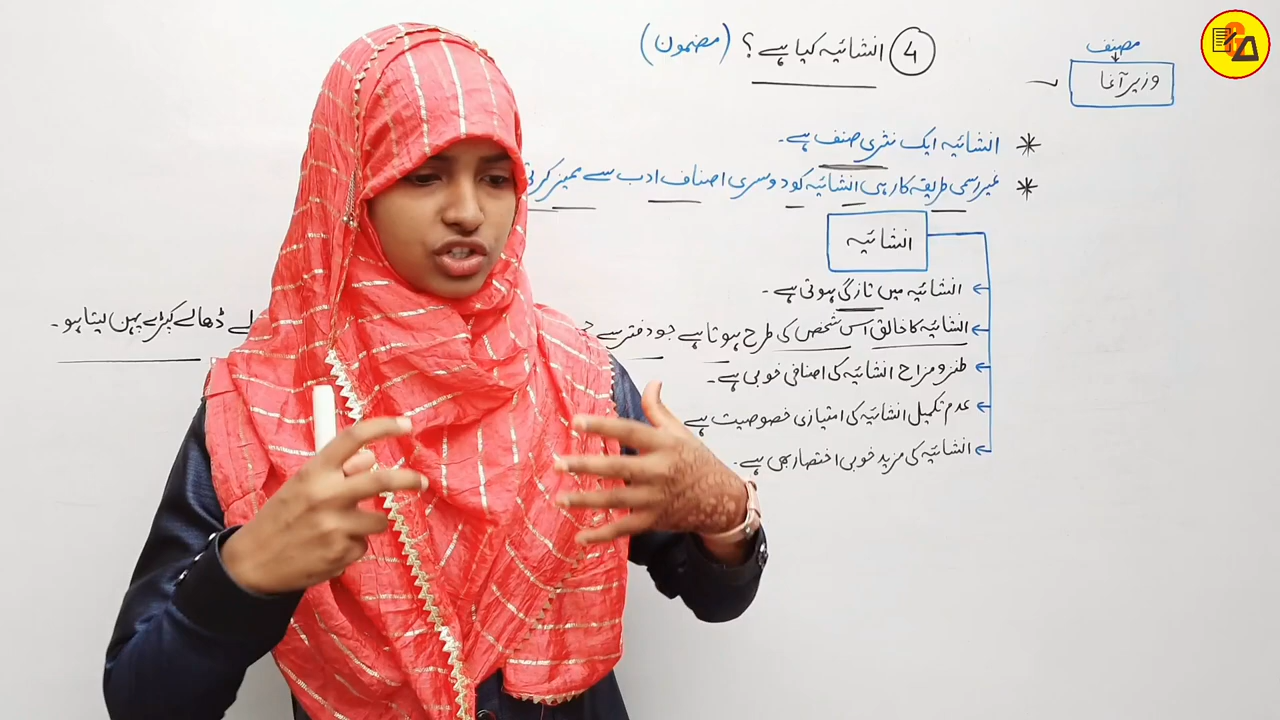 ④ انشائیہ کیا ہے؟ (مضمون)
مصنف
وزیر آغا
* انشائیہ ایک نثری صنف ہے۔
* غیر رسمی طریقہ کار ہی انشائیہ کو دوسری اصناف ادب سے ممیز کرتی
انشائیہ
انشائیہ میں تازگی ہوتی ہے۔
انشائیہ کا خالق اس شخص کی طرح ہوتا ہے جو دفتر سے ڈھالے کپڑے پہن لیتا ہو۔
طنز و مزاح انشائیہ کی اضافی خوبی ہے۔
عدم تکمیل انشائیہ کی امتیازی خصوصیت ہے
انشائیہ کی مزید خوبی اختصار بھی ہے۔